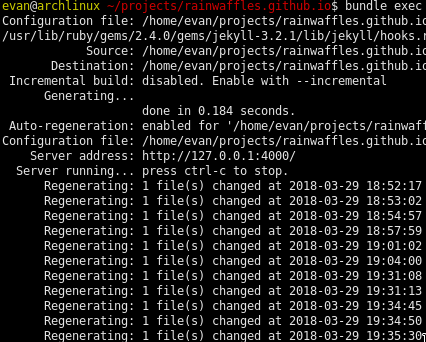 evan@archlinux ~/projects/rainwaffles.github.io$ bundle exec
Configuration file: /home/evan/projects/rainwaffles.github.io
/usr/lib/ruby/gems/2.4.0/gems/jekyll-3.2.1/lib/jekyll/hooks.r
Source: /home/evan/projects/rainwaffles.github.io
Destination: /home/evan/projects/rainwaffles.github.io
Incremental build: disabled. Enable with --incremental
Generating...
done in 0.184 seconds.
Auto-regeneration: enabled for '/home/evan/projects/rainwaff
Configuration file: /home/evan/projects/rainwaffles.github.io
Server address: http://127.0.0.1:4000/
Server running... press ctrl-c to stop.
Regenerating: 1 file(s) changed at 2018-03-29 18:52:17
Regenerating: 1 file(s) changed at 2018-03-29 18:53:02
Regenerating: 1 file(s) changed at 2018-03-29 18:54:57
Regenerating: 1 file(s) changed at 2018-03-29 18:57:59
Regenerating: 1 file(s) changed at 2018-03-29 19:01:02
Regenerating: 1 file(s) changed at 2018-03-29 19:04:00
Regenerating: 1 file(s) changed at 2018-03-29 19:31:08
Regenerating: 1 file(s) changed at 2018-03-29 19:31:13
Regenerating: 1 file(s) changed at 2018-03-29 19:34:45
Regenerating: 1 file(s) changed at 2018-03-29 19:34:50
Regenerating: 1 file(s) changed at 2018-03-29 19:35:30